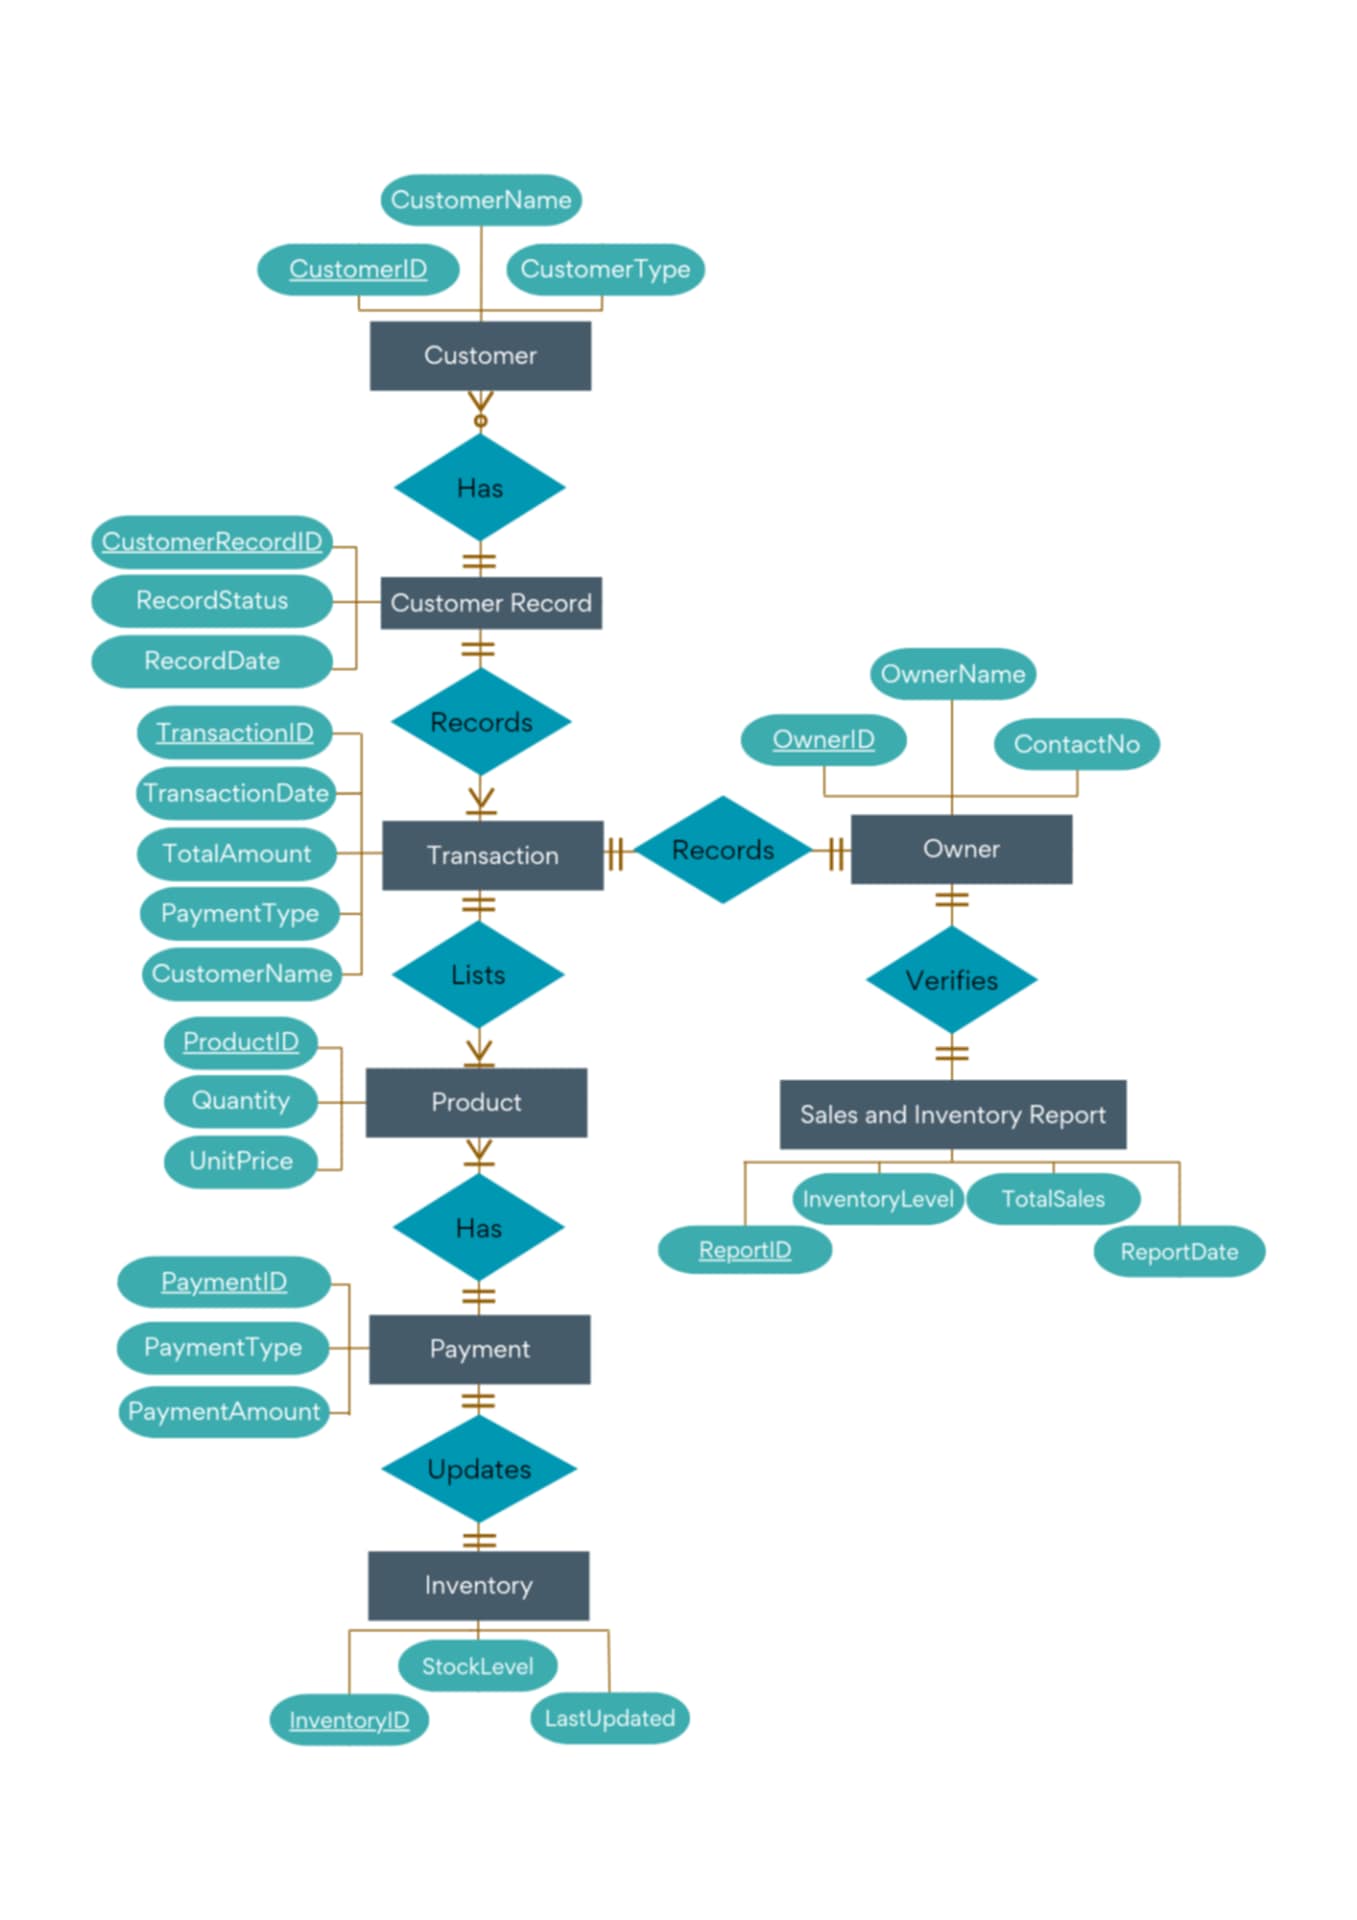 CustomerName
CustomerID
CustomerType
Customer
Has
CustomerRecordID
RecordStatus
RecordDate
Customer Record
Records
TransactionID
TransactionDate
TotalAmount
PaymentType
CustomerName
Transaction
Records
OwnerName
OwnerID
ContactNo
Owner
Lists
Verifies
ProductID
Quantity
UnitPrice
Product
Sales and Inventory Report
InventoryLevel
TotalSales
ReportID
ReportDate
Has
PaymentID
PaymentType
PaymentAmount
Payment
Updates
Inventory
StockLevel
InventoryID
LastUpdated